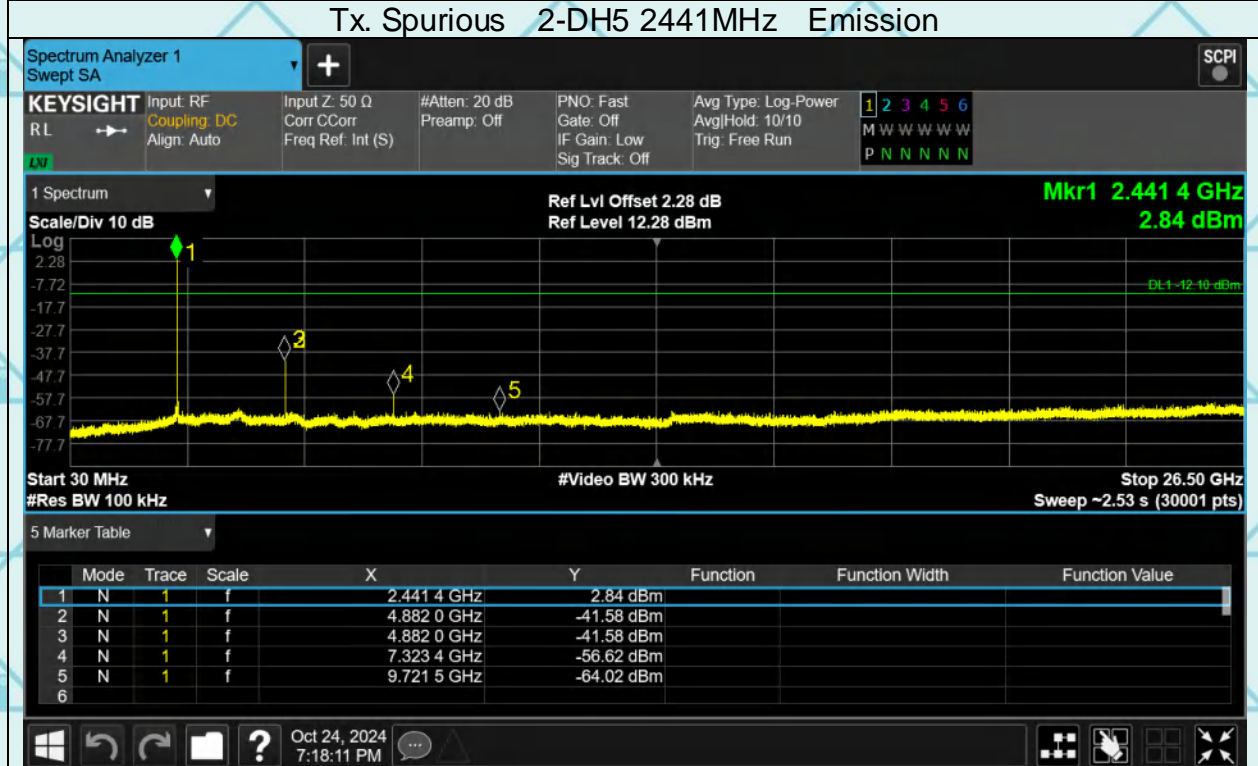 Tx. Spurious 2-DH5 2441MHz Emission
Spectrum Analyzer 1
Swept SA
+
SCPI
KEYSIGHT
RL
LXI
Input: RF
Coupling: DC
Align: Auto
Input Z: 50 Ω
Corr CCorr
Freq Ref: Int (S)
#Atten: 20 dB
Preamp: Off
PNO: Fast
Gate: Off
IF Gain: Low
Sig Track: Off
Avg Type: Log-Power
Avg|Hold: 10/10
Trig: Free Run
1 2 3 4 5 6
M W W W W W
P N N N N N
1 Spectrum
Scale/Div 10 dB
Ref Lvl Offset 2.28 dB
Ref Level 12.28 dBm
Mkr1 2.441 4 GHz
2.84 dBm
Log
2.28
-7.72
-17.7
-27.7
-37.7
-47.7
-57.7
-67.7
-77.7
1
3
4
5
DL1 -12.10 dBm
Start 30 MHz
#Res BW 100 kHz
#Video BW 300 kHz
Stop 26.50 GHz
Sweep ~2.53 s (30001 pts)
5 Marker Table
Mode Trace Scale X Y Function Function Width Function Value
1 N 1 f 2.441 4 GHz 2.84 dBm
2 N 1 f 4.882 0 GHz -41.58 dBm
3 N 1 f 4.882 0 GHz -41.58 dBm
4 N 1 f 7.323 4 GHz -56.62 dBm
5 N 1 f 9.721 5 GHz -64.02 dBm
6
?
Oct 24, 2024
7:18:11 PM